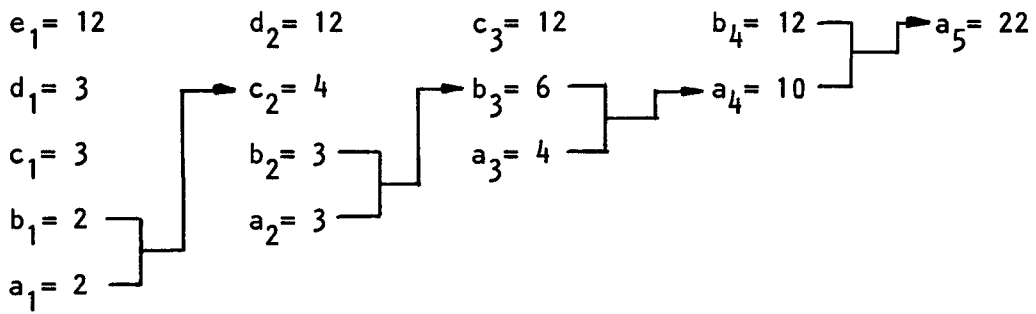 e₁= 12 d₂= 12 c₃= 12 b₄= 12 a₅= 22
d₁= 3 c₂= 4 b₃= 6 a₄= 10
c₁= 3 b₂= 3 a₃= 4
b₁= 2 a₂= 3
a₁= 2